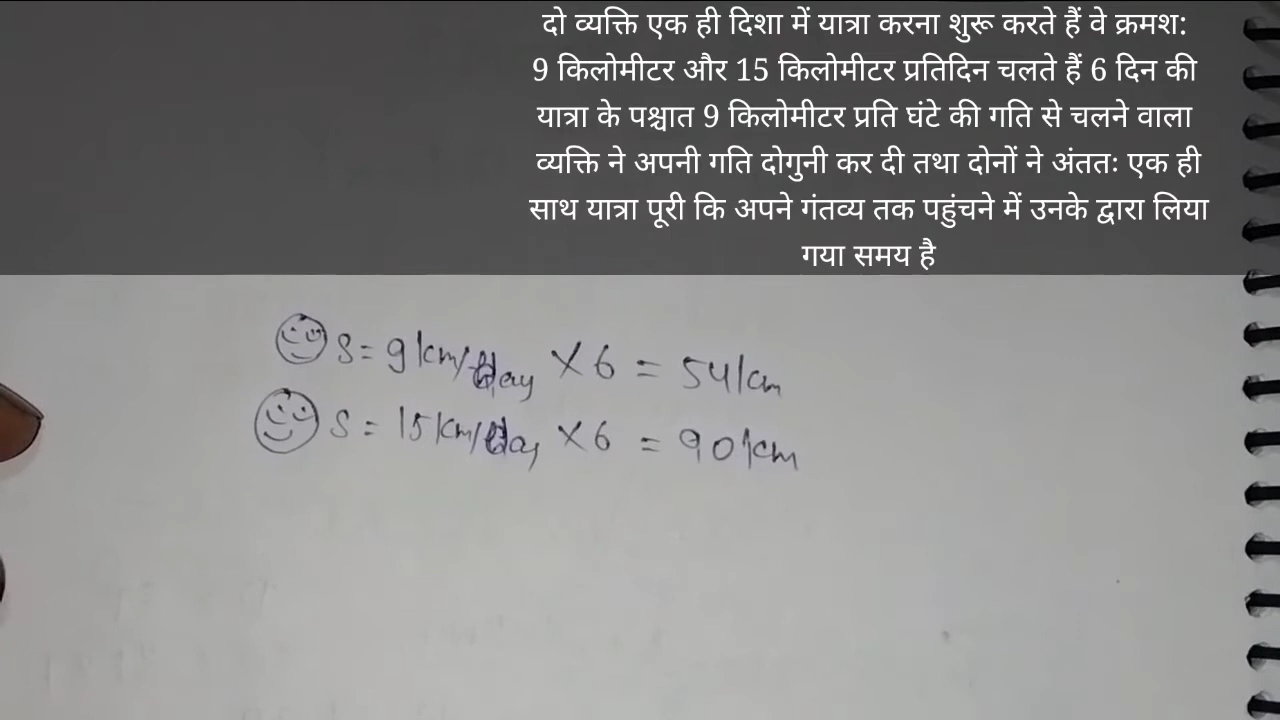 दो व्यक्ति एक ही दिशा में यात्रा करना शुरू करते हैं वे क्रमश:
9 किलोमीटर और 15 किलोमीटर प्रतिदिन चलते हैं 6 दिन की
यात्रा के पश्चात 9 किलोमीटर प्रति घंटे की गति से चलने वाला
व्यक्ति ने अपनी गति दोगुनी कर दी तथा दोनों ने अंततः एक ही
साथ यात्रा पूरी कि अपने गंतव्य तक पहुंचने में उनके द्वारा लिया
गया समय है
S = 9 km/day × 6 = 54 km
S = 15 km/day × 6 = 90 km